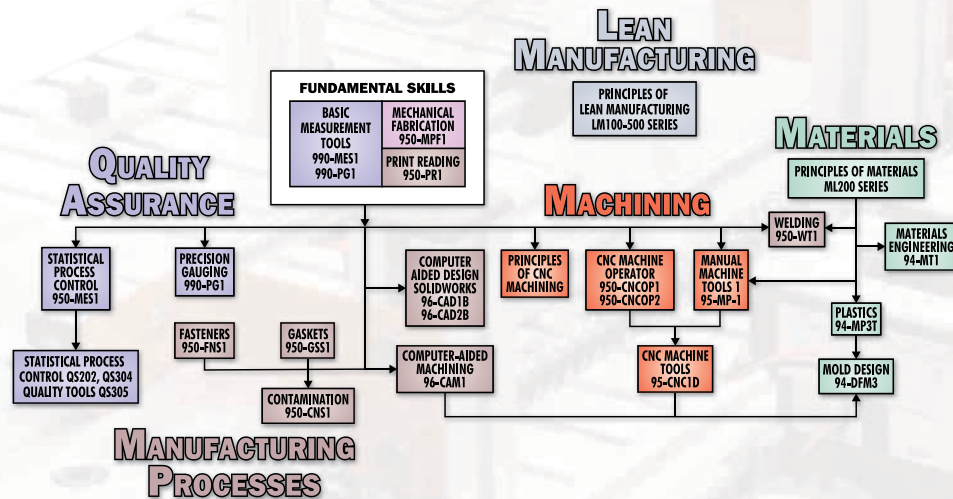 LEAN
MANUFACTURING
PRINCIPLES OF
LEAN MANUFACTURING
LM100-500 SERIES
FUNDAMENTAL SKILLS
BASIC
MEASUREMENT
TOOLS
990-MES1
990-PG1
MECHANICAL
FABRICATION
950-MPF1
PRINT READING
950-PR1
MATERIALS
PRINCIPLES OF MATERIALS
ML200 SERIES
QUALITY
ASSURANCE
MACHINING
WELDING
950-WT1
MATERIALS
ENGINEERING
94-MT1
STATISTICAL
PROCESS
CONTROL
950-MES1
PRECISION
GAUGING
990-PG1
COMPUTER
AIDED DESIGN
SOLIDWORKS
96-CAD1B
96-CAD2B
PRINCIPLES
OF CNC
MACHINING
CNC MACHINE
OPERATOR
950-CNCOP1
950-CNCOP2
MANUAL
MACHINE
TOOLS 1
95-MP-1
PLASTICS
94-MP3T
FASTENERS
950-FNS1
GASKETS
950-GSS1
STATISTICAL PROCESS
CONTROL QS202, QS304
QUALITY TOOLS QS305
COMPUTER-AIDED
MACHINING
96-CAM1
CNC MACHINE
TOOLS
95-CNC1D
MOLD DESIGN
94-DFM3
CONTAMINATION
950-CNS1
MANUFACTURING
PROCESSES